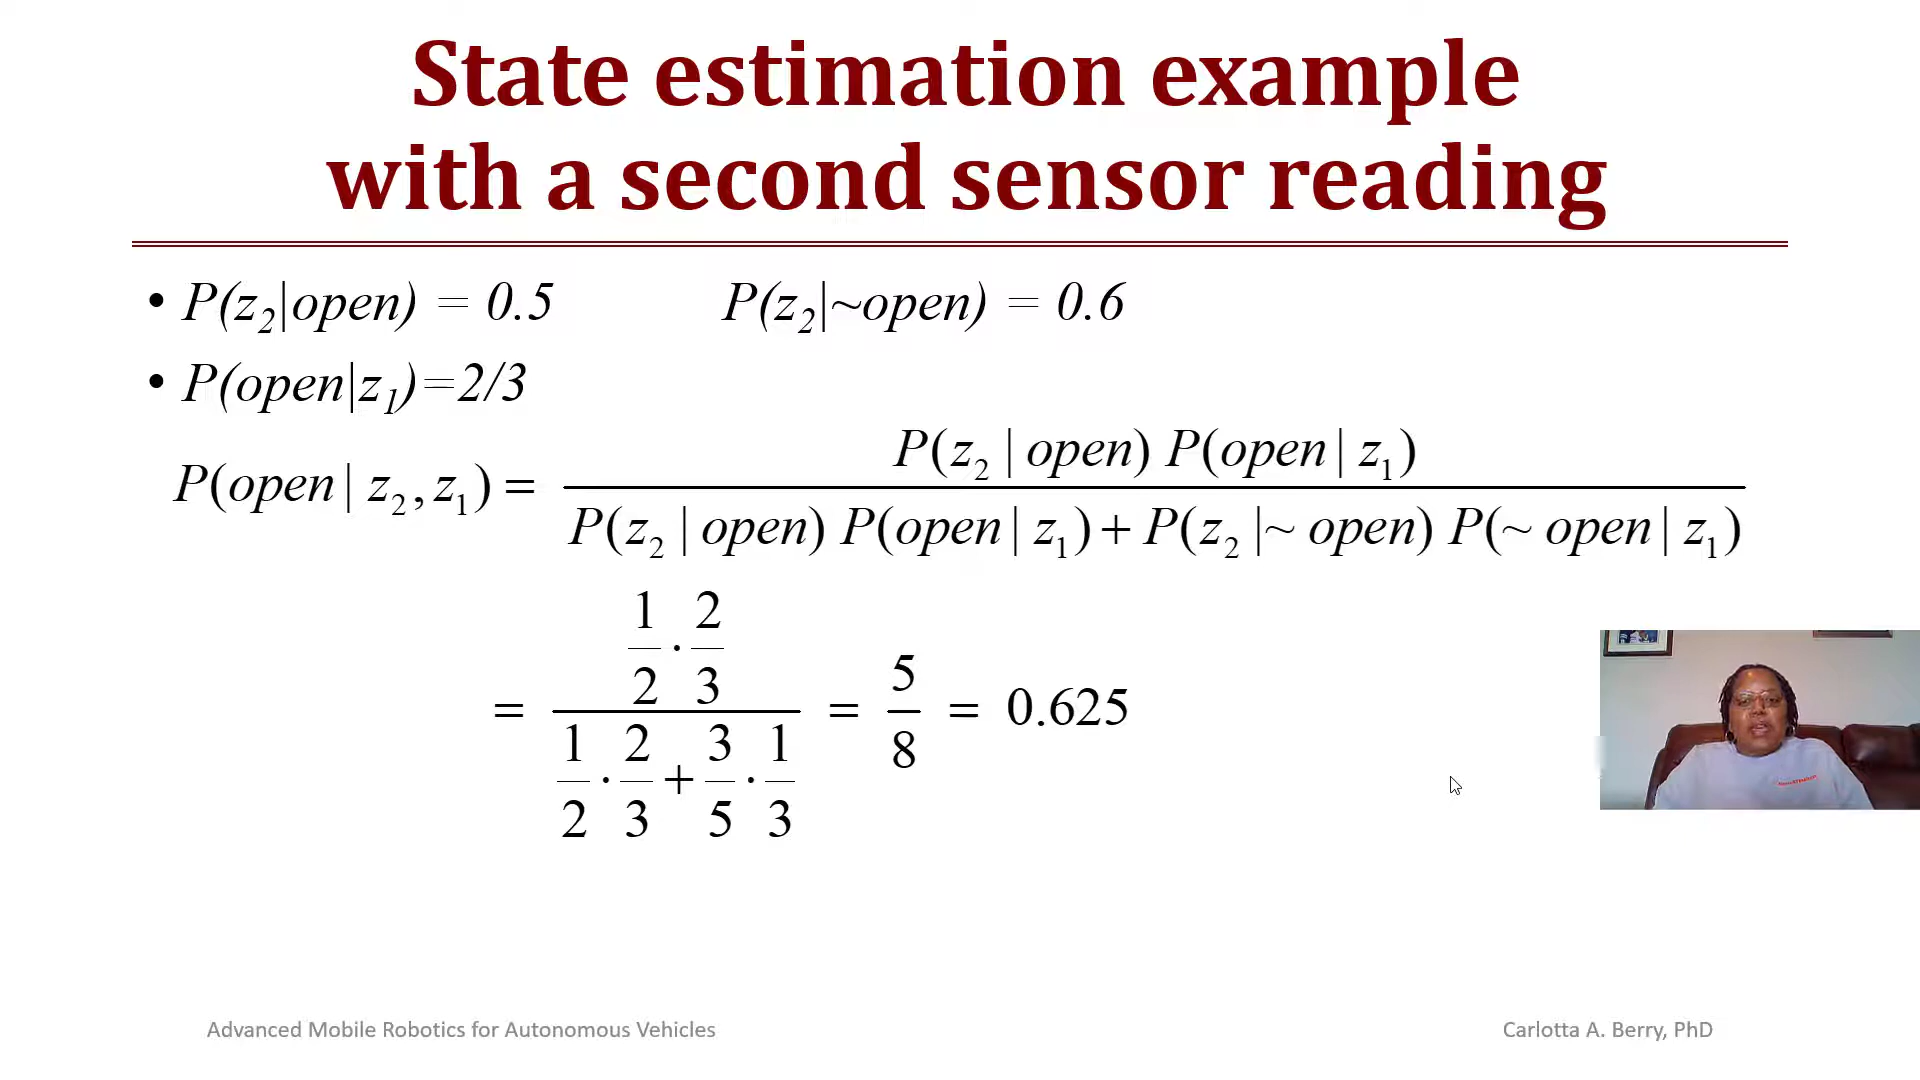 State estimation example
with a second sensor reading
• P(z₂|open) = 0.5 P(z₂|~open) = 0.6
• P(open|z₁)=2/3
P(open | z₂, z₁) = P(z₂ | open) P(open | z₁) / P(z₂ | open) P(open | z₁) + P(z₂ |~ open) P(~ open | z₁)
= (1/2 · 2/3) / (1/2 · 2/3 + 3/5 · 1/3) = 5/8 = 0.625
Advanced Mobile Robotics for Autonomous Vehicles
Carlotta A. Berry, PhD